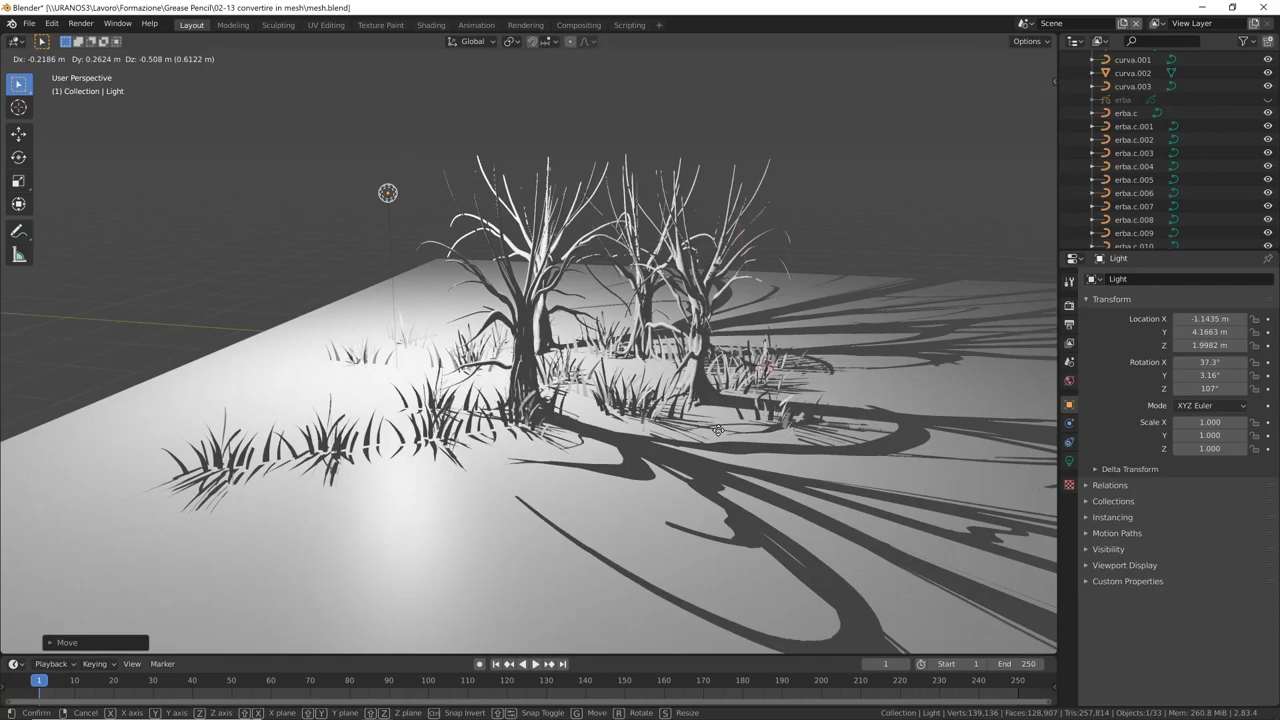 Blender* [\\URANOS3\Lavoro\Formazione\Grease Pencil\02-13 convertire in mesh\mesh.blend]
File Edit Render Window Help Layout Modeling Sculpting UV Editing Texture Paint Shading Animation Rendering Compositing Scripting + Scene View Layer
Global Options
Dx: -0.2186 m Dy: 0.2624 m Dz: -0.508 m (0.6122 m)
User Perspective
(1) Collection | Light
curva.001
curva.002
curva.003
erba
erba.c
erba.c.001
erba.c.002
erba.c.003
erba.c.004
erba.c.005
erba.c.006
erba.c.007
erba.c.008
erba.c.009
erba.c.010
Light
Light
Transform
Location X -1.1435 m
Y 4.1663 m
Z 1.9982 m
Rotation X 37.3°
Y 3.16°
Z 107°
Mode XYZ Euler
Scale X 1.000
Y 1.000
Z 1.000
Delta Transform
Relations
Collections
Instancing
Motion Paths
Visibility
Viewport Display
Custom Properties
Move
Playback Keying View Marker 1 Start 1 End 250
1 10 20 30 40 50 60 70 80 90 100 110 120 130 140 150 160 170 180 190 200 210 220 230 240 250
Confirm Cancel X X axis Y Y axis Z Z axis X X plane Y Y plane Z Z plane Snap Invert Snap Toggle G Move R Rotate S Resize Collection | Light | Verts:139,136 | Faces:128,907 | Tris:257,814 | Objects:1/33 | Mem: 260.8 MiB | 2.83.4